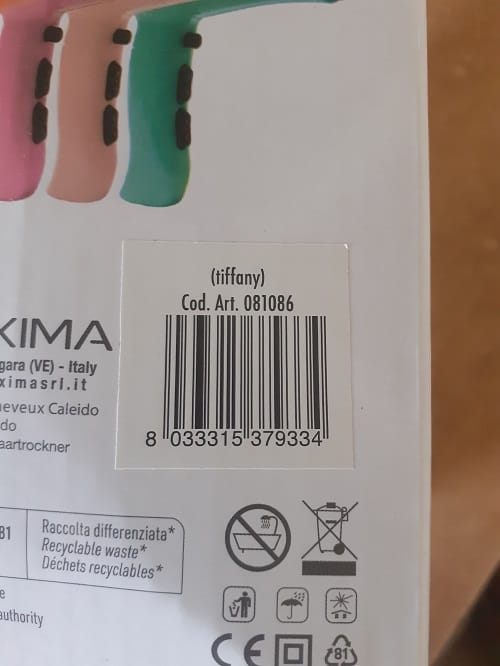 (tiffany)
Cod. Art. 081086
8 033315 379334
XIMA
gara (VE) - Italy
ximasrl.it
heveux Caleido
do
aartrockner
81
Raccolta differenziata*
Recyclable waste*
Déchets recyclables*
e
authority
CE
81